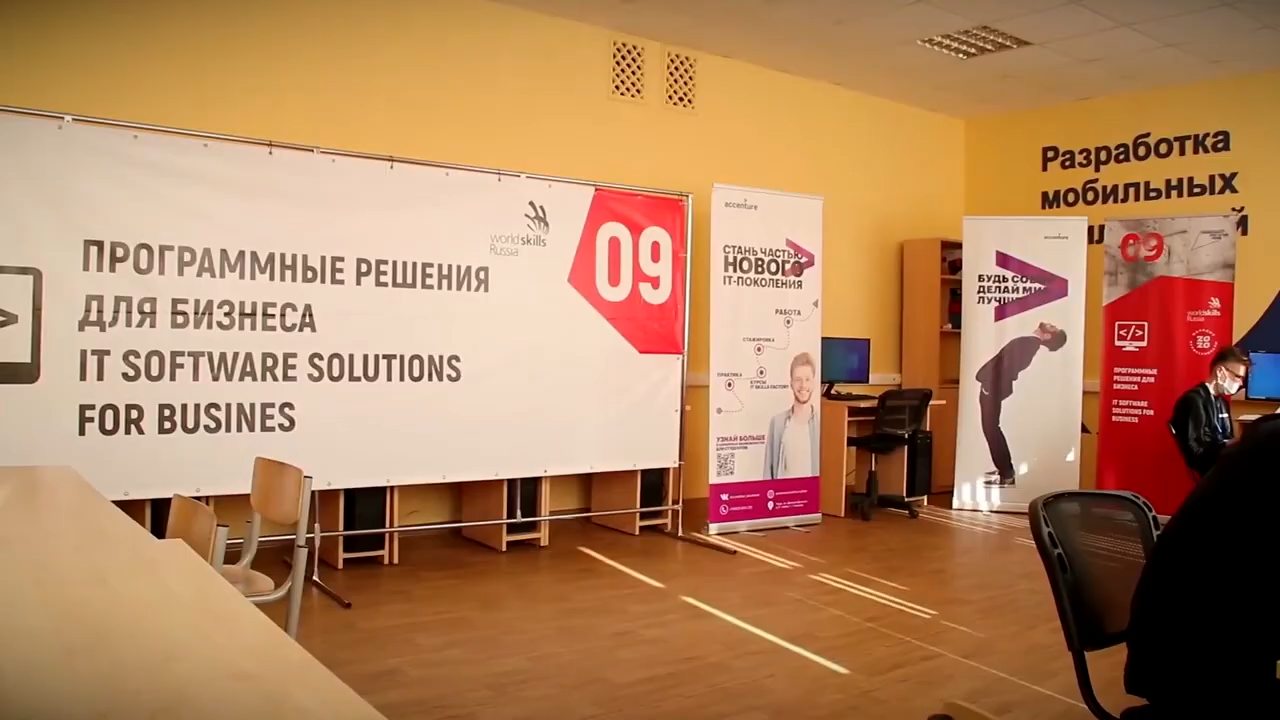 ПРОГРАММНЫЕ РЕШЕНИЯ
ДЛЯ БИЗНЕСА
IT SOFTWARE SOLUTIONS
FOR BUSINES
worldskills
Russia
09
accenture
СТАНЬ ЧАСТЬЮ
НОВОГО
IT-ПОКОЛЕНИЯ
РАБОТА
СТАЖИРОВКА
ПРАКТИКА
КУРСЫ
IT SKILLS FACTORY
УЗНАЙ БОЛЬШЕ
Разработка
мобильных
accenture
БУДЬ
ДЕЛАЙ
09
worldskills
Russia
2020
ПРОГРАММНЫЕ
РЕШЕНИЯ ДЛЯ
БИЗНЕСА
IT SOFTWARE
SOLUTIONS FOR
BUSINESS